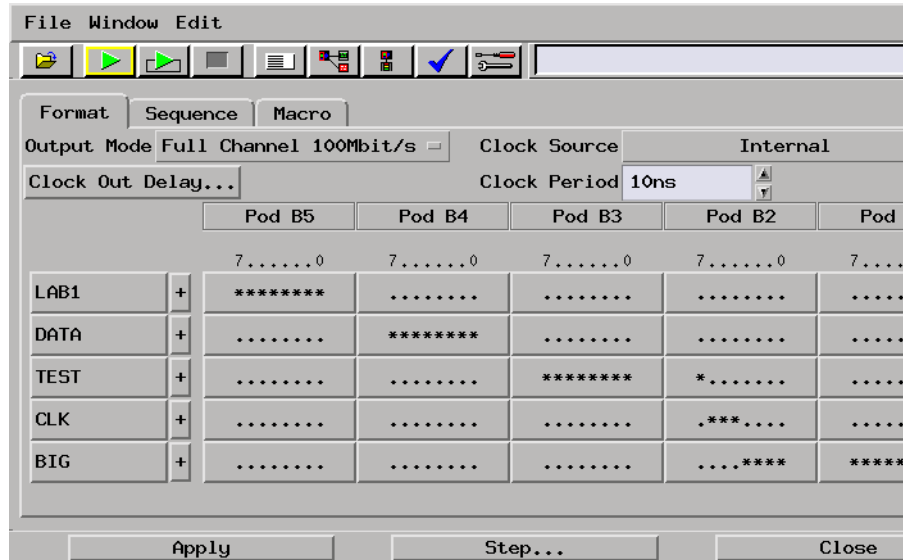 File Window Edit
Format Sequence Macro
Output Mode Full Channel 100Mbit/s Clock Source Internal
Clock Out Delay... Clock Period 10ns
Pod B5 Pod B4 Pod B3 Pod B2 Pod
7......0 7......0 7......0 7......0 7....
LAB1 + ******** ........ ........ ........ .....
DATA + ........ ******** ........ ........ .....
TEST + ........ ........ ******** *....... .....
CLK + ........ ........ ........ .***.... .....
BIG + ........ ........ ........ ....**** *****
Apply Step... Close